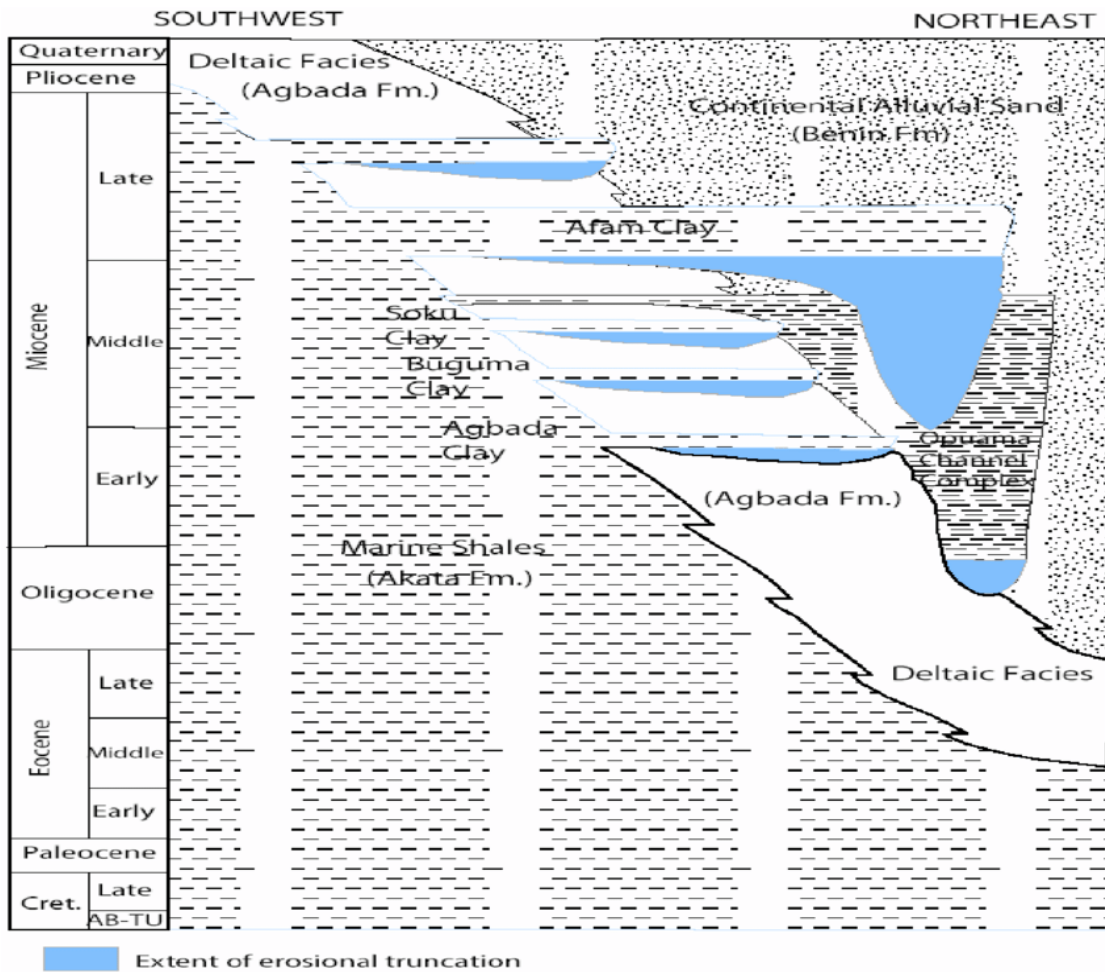 SOUTHWEST
NORTHEAST
Quaternary
Pliocene
Miocene
Late
Middle
Early
Oligocene
Eocene
Late
Middle
Early
Paleocene
Cret.
Late
AB-TU
Deltaic Facies
(Agbada Fm.)
Continental Alluvial Sand
(Benin Fm)
Afam Clay
Soku
Clay
Buguma
Clay
Agbada
Clay
Opuama
Channel
Complex
(Agbada Fm.)
Marine Shales
(Akata Fm.)
Deltaic Facies
Extent of erosional truncation